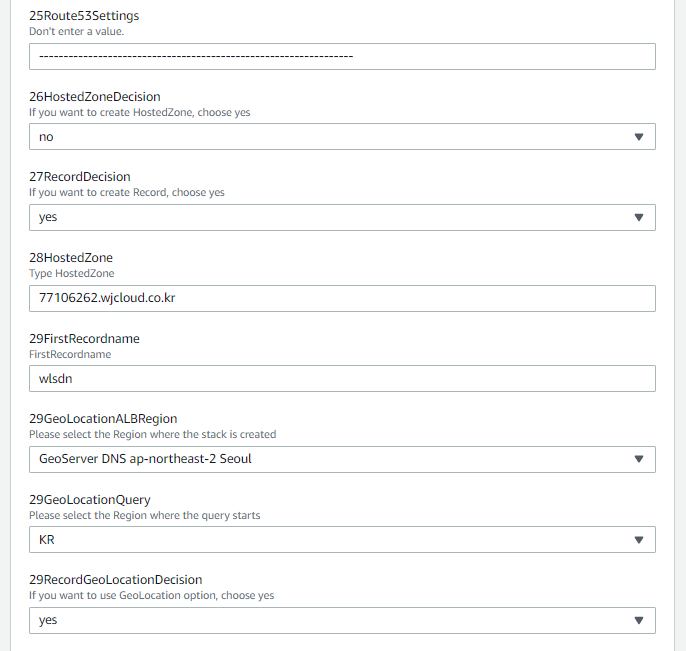 25Route53Settings
Don't enter a value.
----------------------------------------------------------------
26HostedZoneDecision
If you want to create HostedZone, choose yes
no
27RecordDecision
If you want to create Record, choose yes
yes
28HostedZone
Type HostedZone
77106262.wjcloud.co.kr
29FirstRecordname
FirstRecordname
wlsdn
29GeoLocationALBRegion
Please select the Region where the stack is created
GeoServer DNS ap-northeast-2 Seoul
29GeoLocationQuery
Please select the Region where the query starts
KR
29RecordGeoLocationDecision
If you want to use GeoLocation option, choose yes
yes